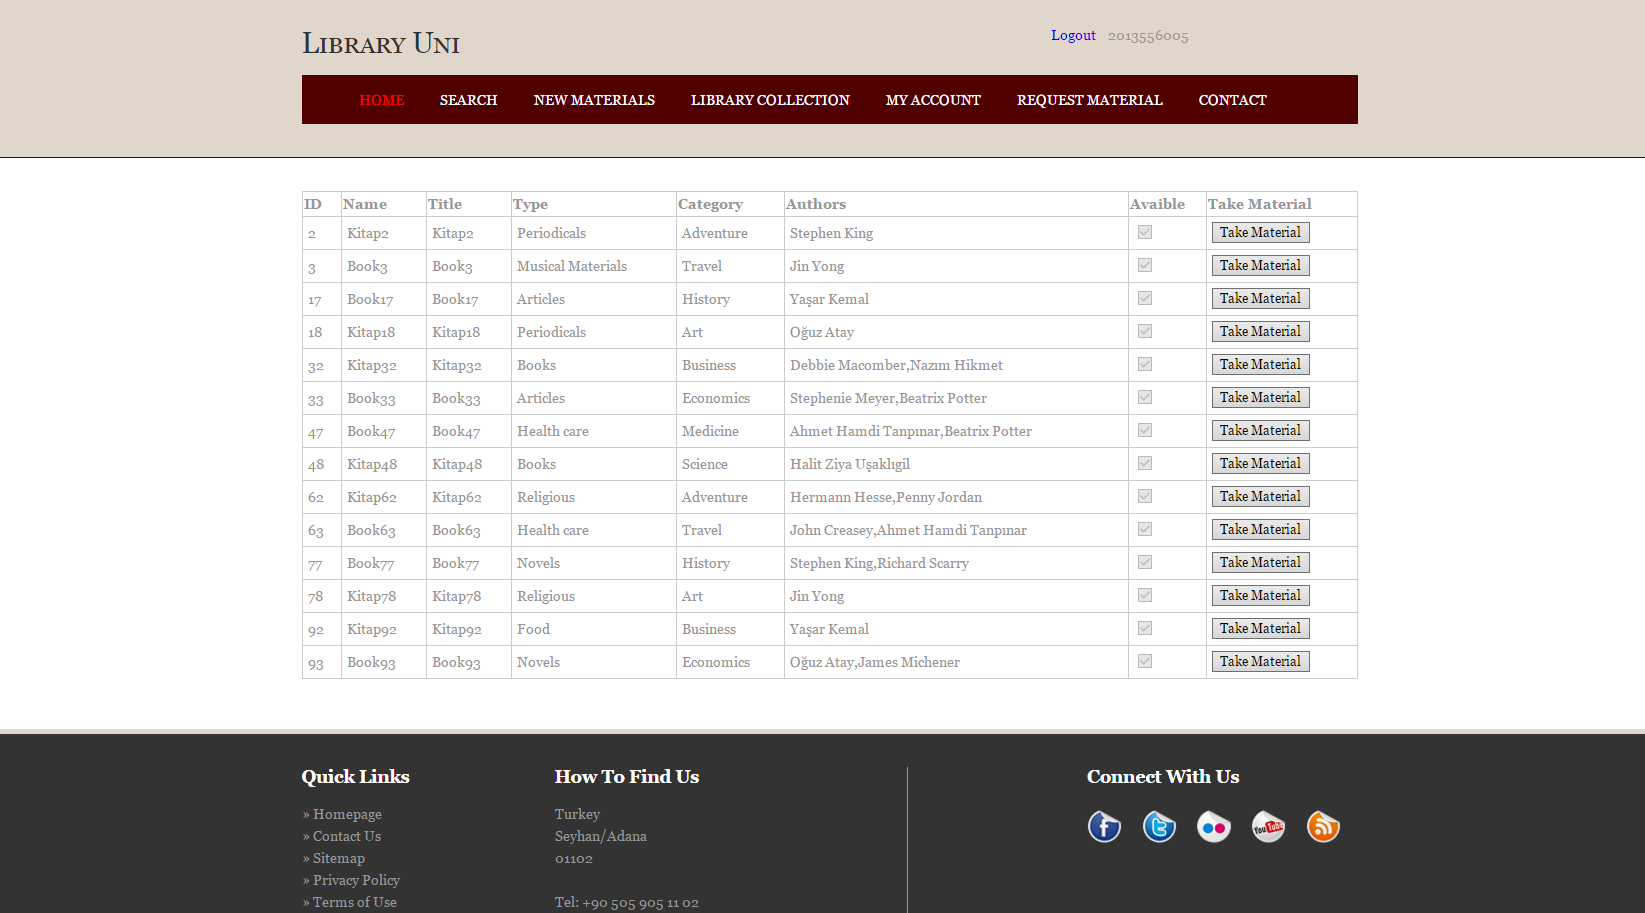 Library Uni
Logout 2013556005
HOME SEARCH NEW MATERIALS LIBRARY COLLECTION MY ACCOUNT REQUEST MATERIAL CONTACT
ID Name Title Type Category Authors Avaible Take Material
2 Kitap2 Kitap2 Periodicals Adventure Stephen King Take Material
3 Book3 Book3 Musical Materials Travel Jin Yong Take Material
17 Book17 Book17 Articles History Yaşar Kemal Take Material
18 Kitap18 Kitap18 Periodicals Art Oğuz Atay Take Material
32 Kitap32 Kitap32 Books Business Debbie Macomber,Nazım Hikmet Take Material
33 Book33 Book33 Articles Economics Stephenie Meyer,Beatrix Potter Take Material
47 Book47 Book47 Health care Medicine Ahmet Hamdi Tanpınar,Beatrix Potter Take Material
48 Kitap48 Kitap48 Books Science Halit Ziya Uşaklıgil Take Material
62 Kitap62 Kitap62 Religious Adventure Hermann Hesse,Penny Jordan Take Material
63 Book63 Book63 Health care Travel John Creasey,Ahmet Hamdi Tanpınar Take Material
77 Book77 Book77 Novels History Stephen King,Richard Scarry Take Material
78 Kitap78 Kitap78 Religious Art Jin Yong Take Material
92 Kitap92 Kitap92 Food Business Yaşar Kemal Take Material
93 Book93 Book93 Novels Economics Oğuz Atay,James Michener Take Material
Quick Links
» Homepage
» Contact Us
» Sitemap
» Privacy Policy
» Terms of Use
How To Find Us
Turkey
Seyhan/Adana
01102
Tel: +90 505 905 11 02
Connect With Us
You Tube